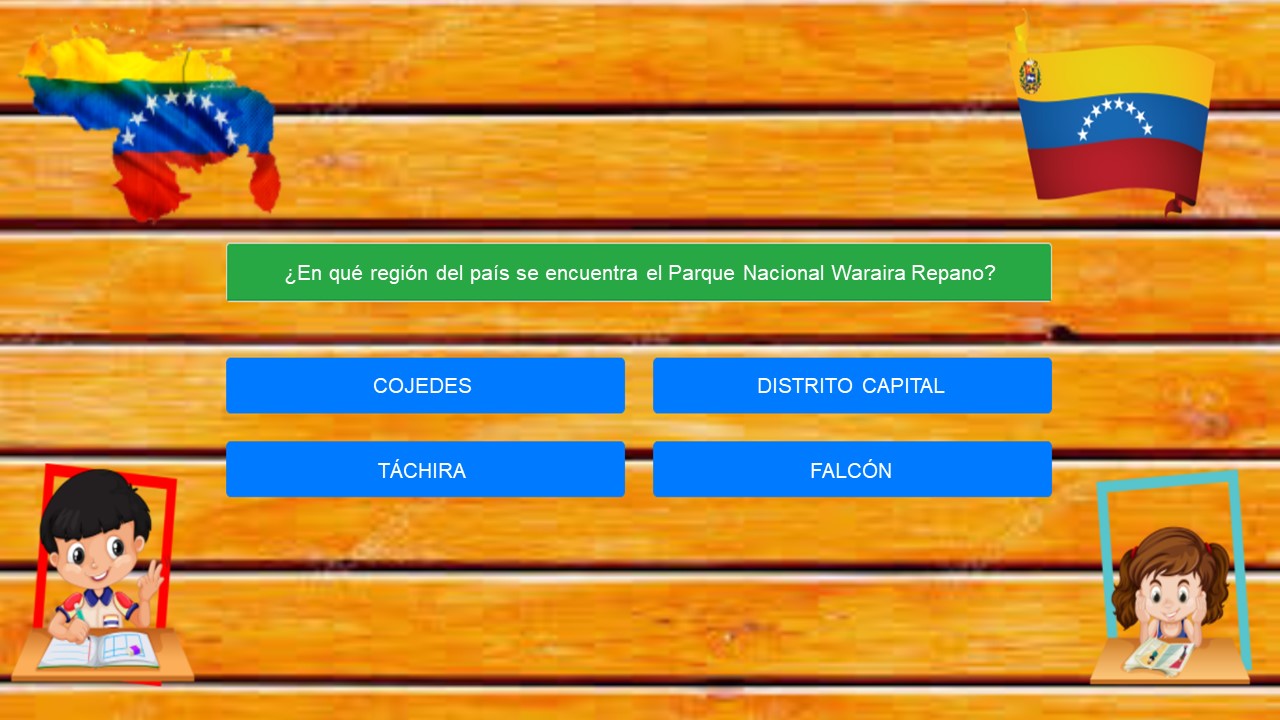 ¿En qué región del país se encuentra el Parque Nacional Waraira Repano?
COJEDES
DISTRITO CAPITAL
TÁCHIRA
FALCÓN